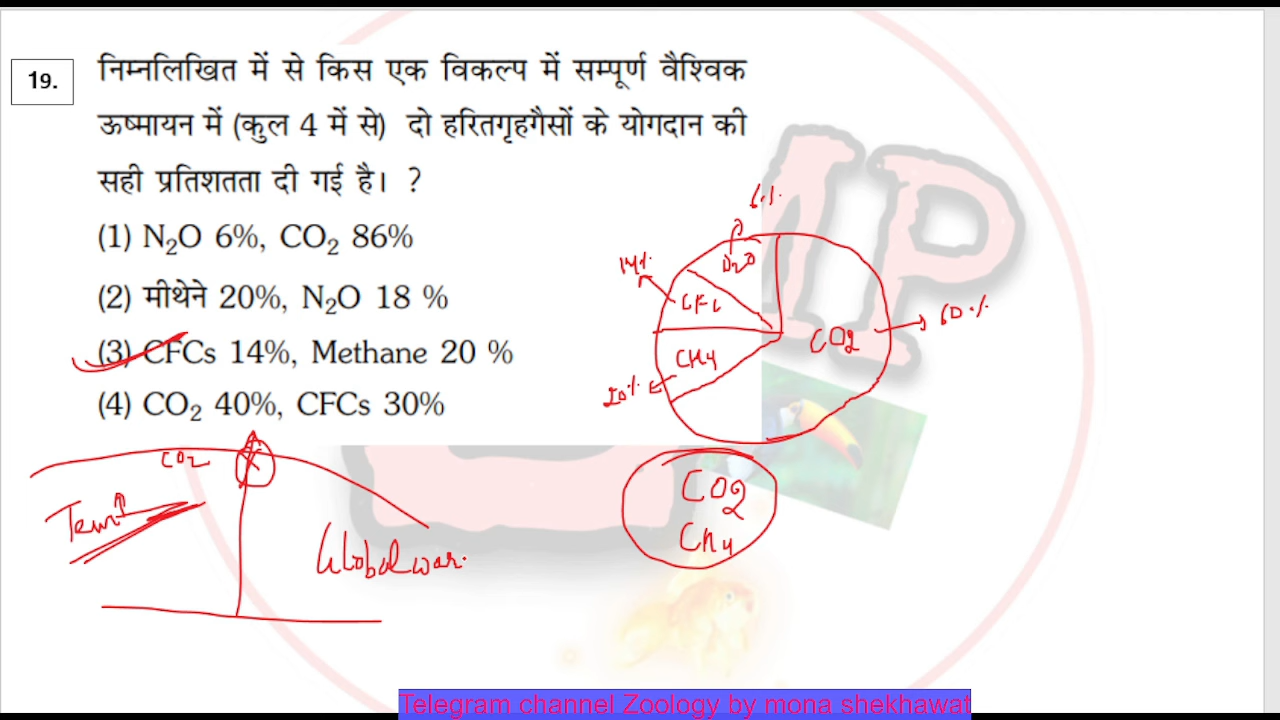 19.
निम्नलिखित में से किस एक विकल्प में सम्पूर्ण वैश्विक
ऊष्मायन में (कुल 4 में से) दो हरितगृहगैसों के योगदान की
सही प्रतिशतता दी गई है। ?
(1) N₂O 6%, CO₂ 86%
(2) मीथेने 20%, N₂O 18 %
(3) CFCs 14%, Methane 20 %
(4) CO₂ 40%, CFCs 30%
6%
14%
CFC
CO2
60%
CH4
20%
CO2
CO2
CH4
Global war.
Telegram channel Zoology by mona shekhawat